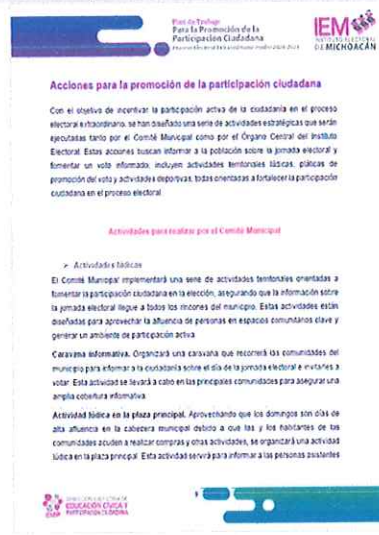 Plan de Trabajo
Para la Promoción de la
Participación Ciudadana
IEM
INSTITUTO ELECTORAL
DE MICHOACÁN
Acciones para la promoción de la participación ciudadana
Con el objetivo de incentivar la participación activa de la ciudadanía en el proceso
electoral extraordinario, se han diseñado una serie de actividades estratégicas que serán
ejecutadas tanto por el Comité Municipal como por el Órgano Central del Instituto
Electoral. Estas acciones buscan informar a la población sobre la jornada electoral y
fomentar un voto informado, incluyen actividades territoriales lúdicas, pláticas de
promoción del voto y actividades deportivas, todas orientadas a fortalecer la participación
ciudadana en el proceso electoral.
Actividades para realizar por el Comité Municipal
➢ Actividades lúdicas
El Comité Municipal implementará una serie de actividades territoriales orientadas a
fomentar la participación ciudadana en la elección, asegurando que la información sobre
la jornada electoral llegue a todos los rincones del municipio. Estas actividades están
diseñadas para aprovechar la afluencia de personas en espacios comunitarios clave y
generar un ambiente de participación activa.
Caravana informativa. Organizará una caravana que recorrerá las comunidades del
municipio para informar a la ciudadanía sobre el día de la jornada electoral e invitarles a
votar. Esta actividad se llevará a cabo en las principales comunidades para asegurar una
amplia cobertura informativa.
Actividad lúdica en la plaza principal. Aprovechando que los domingos son días de
alta afluencia en la cabecera municipal debido a que las y los habitantes de las
comunidades acuden a realizar compras y otras actividades, se organizará una actividad
lúdica en la plaza principal. Esta actividad servirá para informar a las personas asistentes
EDUCACIÓN CÍVICA Y
PARTICIPACIÓN CIUDADANA